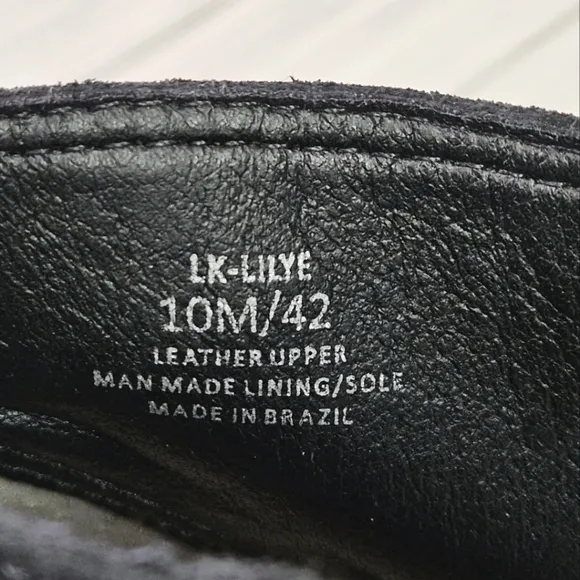 LK-LILYE
10M/42
LEATHER UPPER
MAN MADE LINING/SOLE
MADE IN BRAZIL